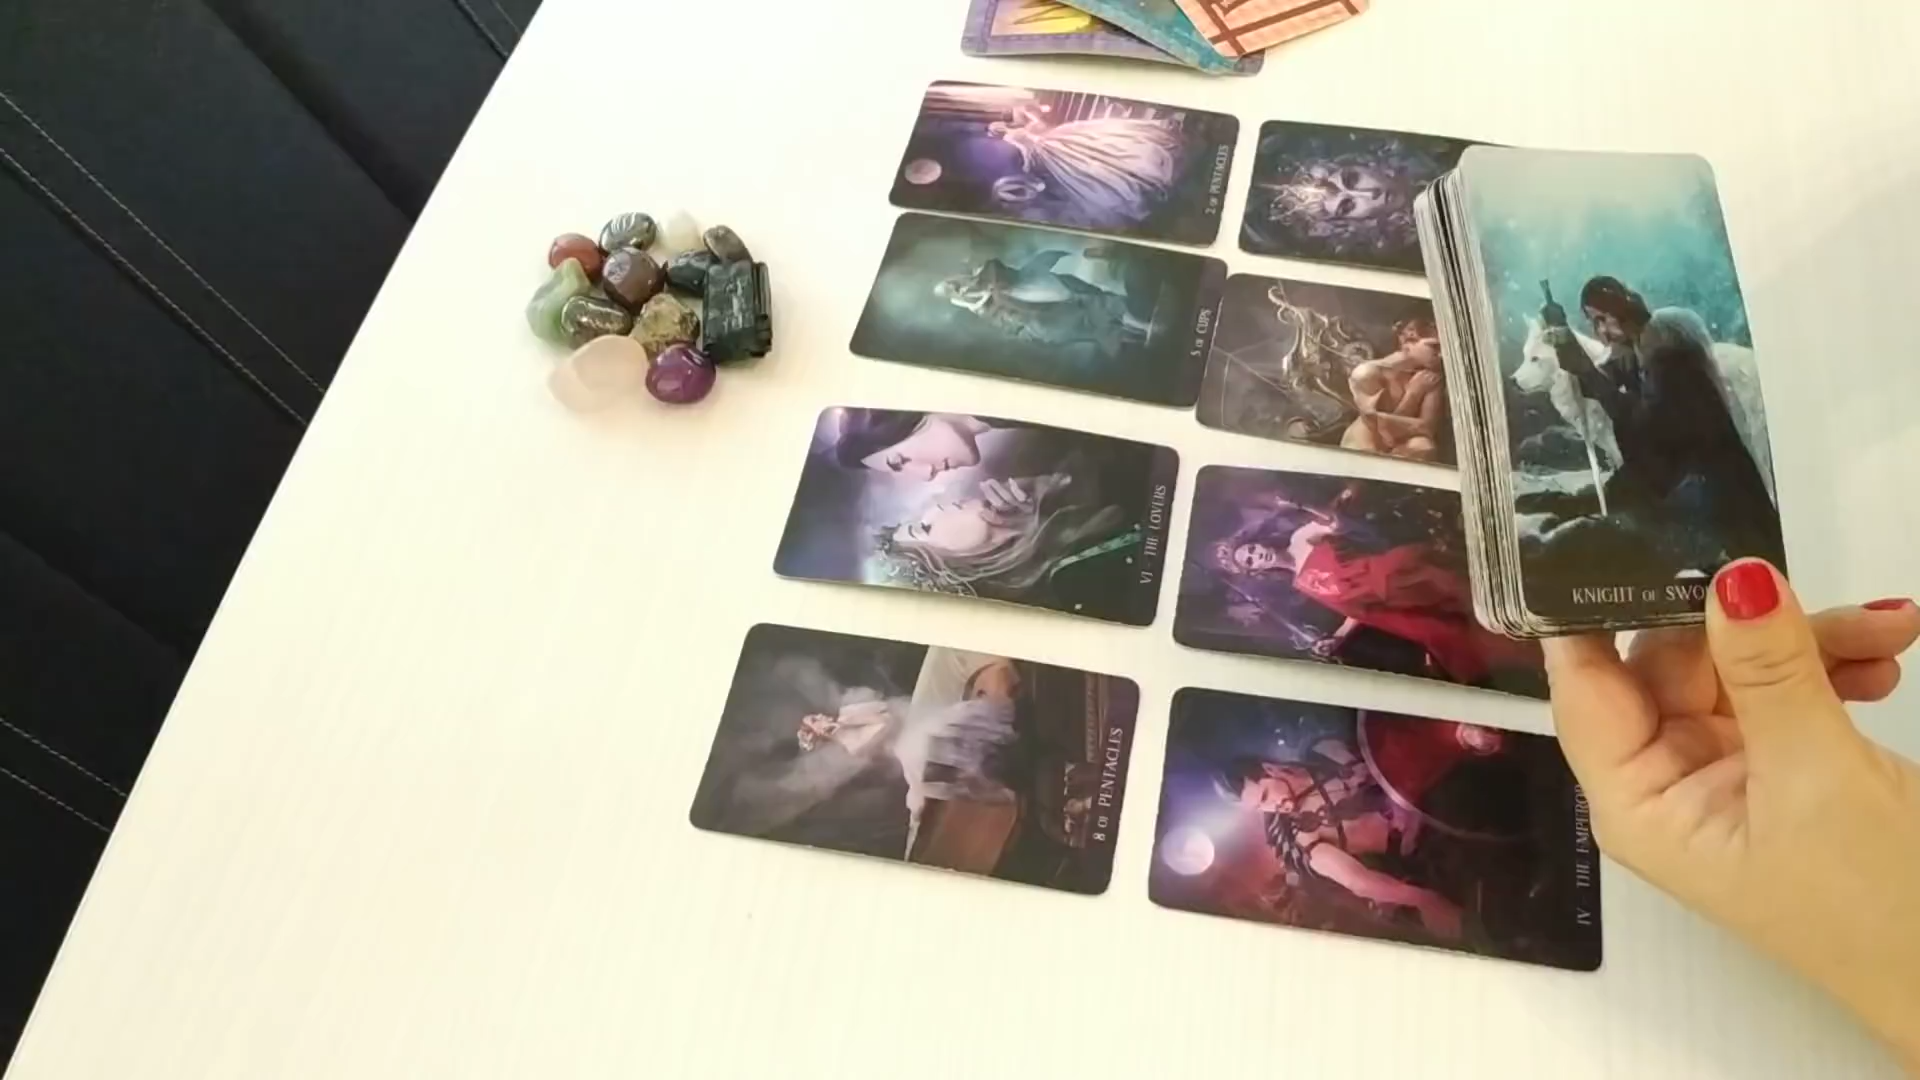 2 OF PENTACLES
5 OF CUPS
VI - THE LOVERS
KNIGHT OF SWO
8 OF PENTACLES
IV - THE EMPEROR